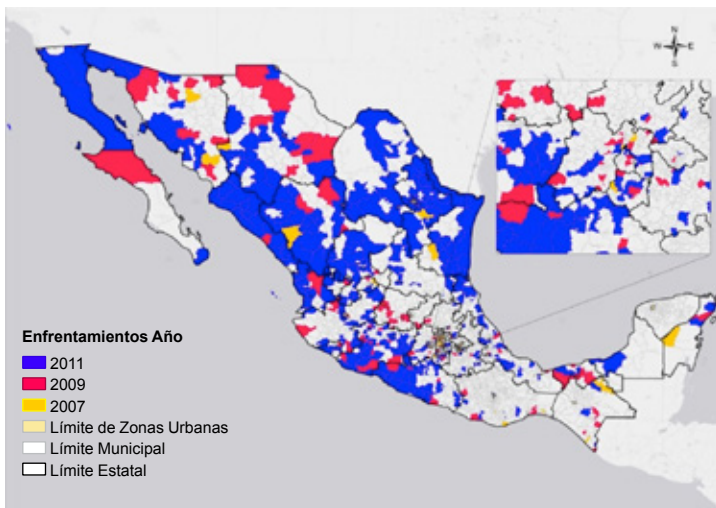 N
W E
S
Enfrentamientos Año
2011
2009
2007
Límite de Zonas Urbanas
Límite Municipal
Límite Estatal